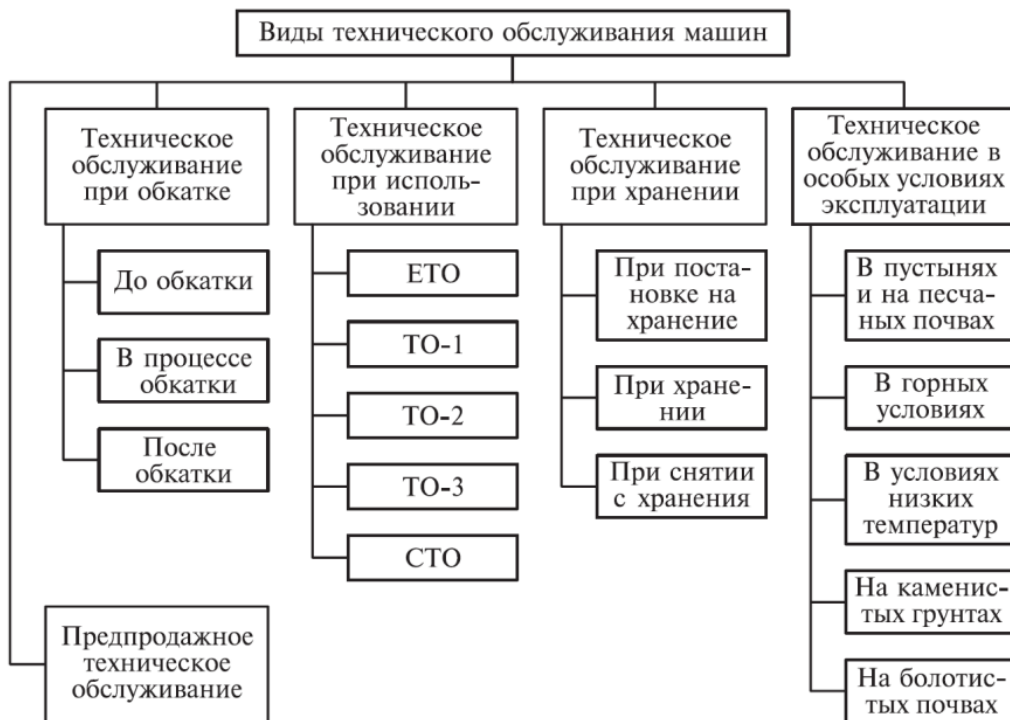 Виды технического обслуживания машин
Техническое
обслуживание
при обкатке
До обкатки
В процессе
обкатки
После
обкатки
Техническое
обслуживание
при исполь-
зовании
ЕТО
ТО-1
ТО-2
ТО-3
СТО
Техническое
обслуживание
при хранении
При поста-
новке на
хранение
При хране-
нии
При снятии
с хранения
Техническое
обслуживание в
особых условиях
эксплуатации
В пустынях
и на песча-
ных почвах
В горных
условиях
В условиях
низких
температур
На каменис-
тых грунтах
На болотис-
тых почвах
Предпродажное
техническое
обслуживание